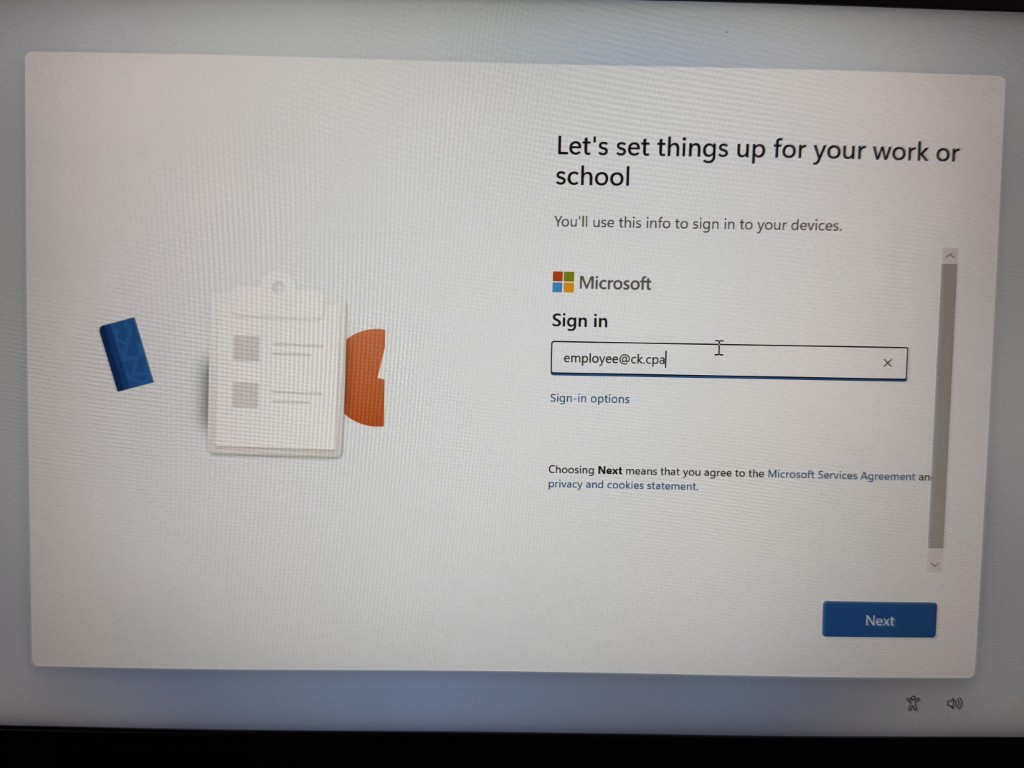 Let's set things up for your work or
school
You'll use this info to sign in to your devices.
Microsoft
Sign in
employee@ck.cpa
Sign-in options
Choosing Next means that you agree to the Microsoft Services Agreement an
privacy and cookies statement.
Next